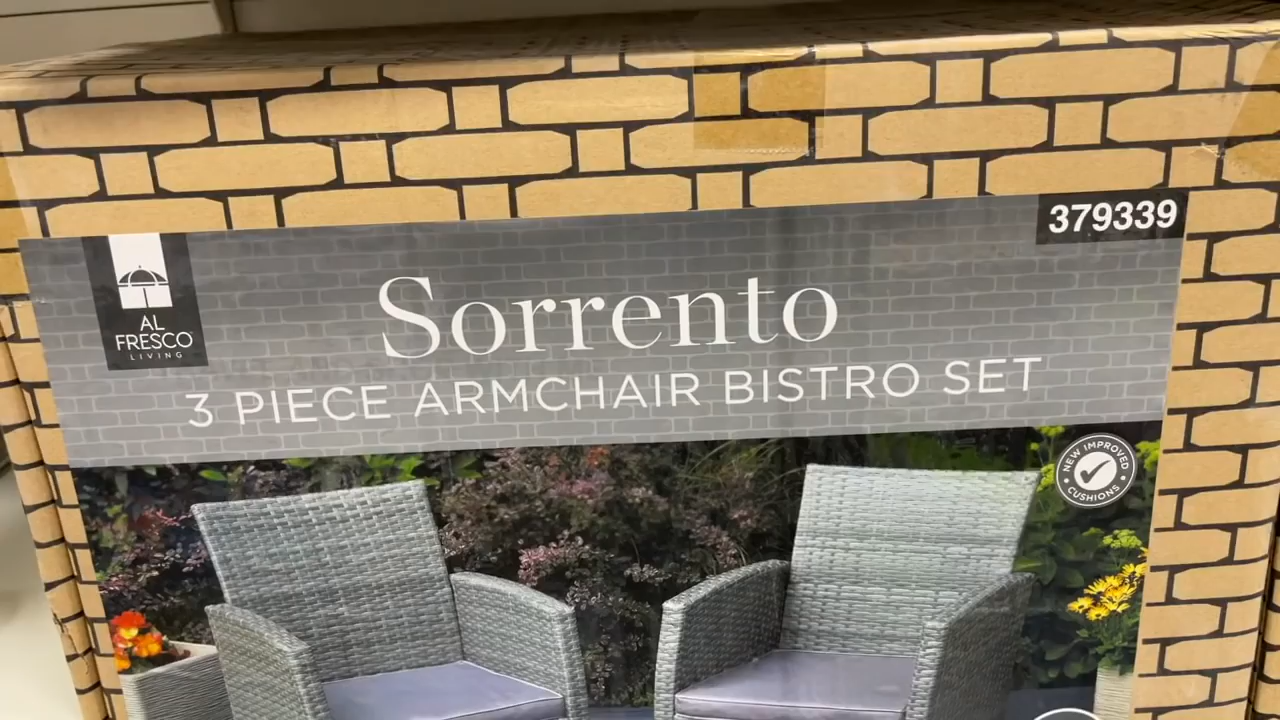 379339
AL
FRESCO
LIVING
Sorrento
3 PIECE ARMCHAIR BISTRO SET
NEW IMPROVED
CUSHIONS